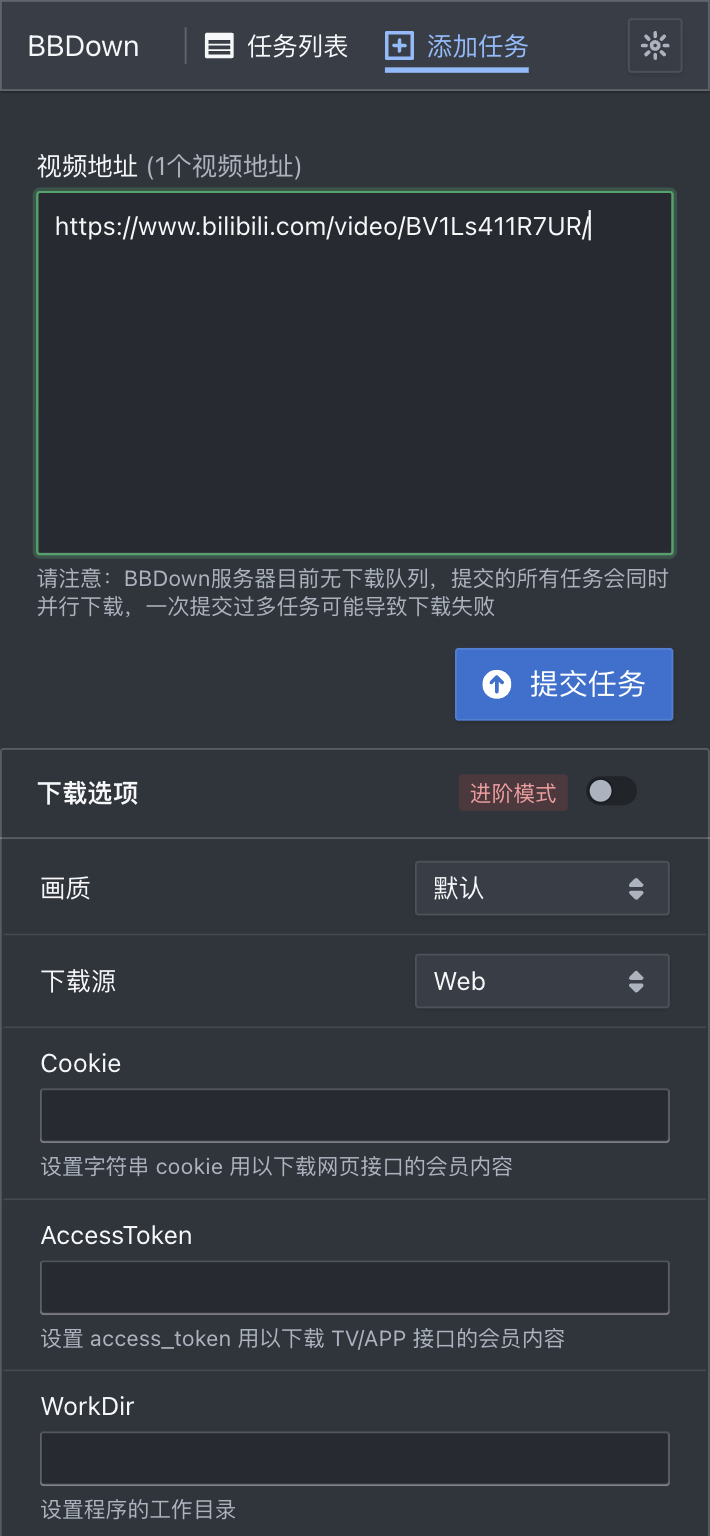 BBDown
任务列表
添加任务
视频地址 (1个视频地址)
https://www.bilibili.com/video/BV1Ls411R7UR/
请注意：BBDown服务器目前无下载队列，提交的所有任务会同时
并行下载，一次提交过多任务可能导致下载失败
提交任务
下载选项
进阶模式
画质
默认
下载源
Web
Cookie
设置字符串 cookie 用以下载网页接口的会员内容
AccessToken
设置 access_token 用以下载 TV/APP 接口的会员内容
WorkDir
设置程序的工作目录